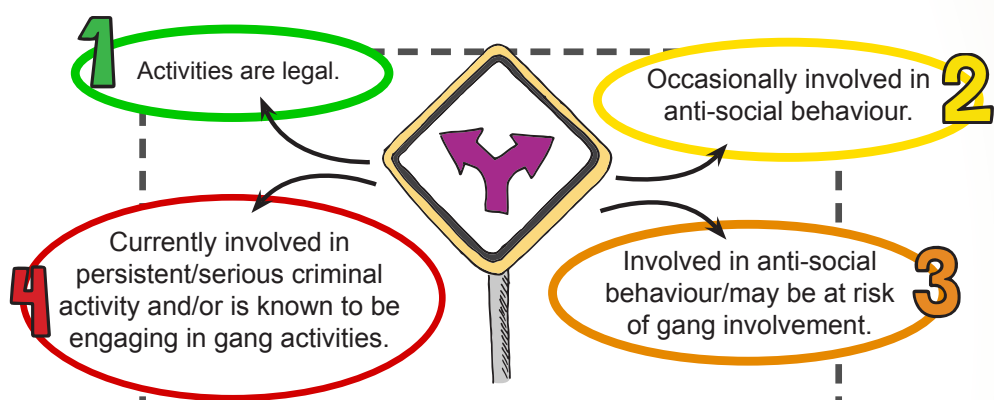 1
Activities are legal.
2
Occasionally involved in
anti-social behaviour.
3
Involved in anti-social
behaviour/may be at risk
of gang involvement.
4
Currently involved in
persistent/serious criminal
activity and/or is known to be
engaging in gang activities.